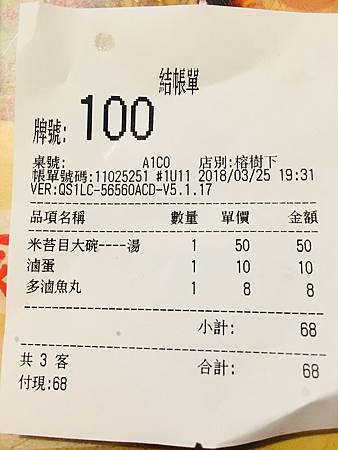 結帳單
牌號: 100
桌號: A1C0 店別:榕樹下
帳單號碼:11025251 #1U11 2018/03/25 19:31
VER:QS1LC-56560ACD-V5.1.17
品項名稱 數量 單價 金額
米苔目大碗----湯 1 50 50
滷蛋 1 10 10
多滷魚丸 1 8 8
小計: 68
共 3 客 合計: 68
付現:68